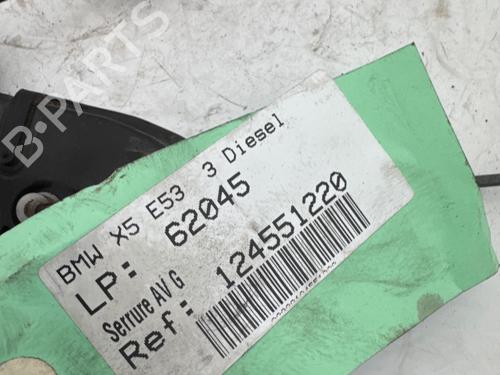 B-PARTS
BMW X5 E53 3 Diesel
LP: 62045
Serrure AV G
Ref: 124551220